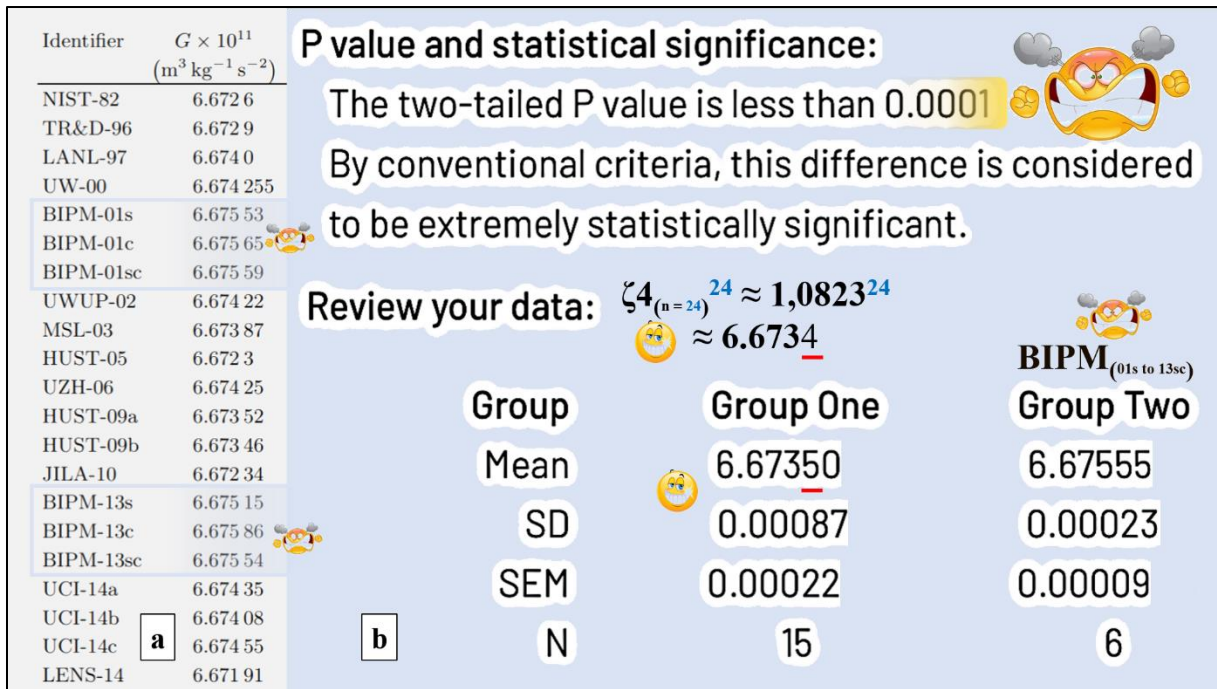 Identifier G × 10¹¹
(m³ kg⁻¹ s⁻²)
NIST-82 6.672 6
TR&D-96 6.672 9
LANL-97 6.674 0
UW-00 6.674 255
BIPM-01s 6.675 53
BIPM-01c 6.675 65
BIPM-01sc 6.675 59
UWUP-02 6.674 22
MSL-03 6.673 87
HUST-05 6.672 3
UZH-06 6.674 25
HUST-09a 6.673 52
HUST-09b 6.673 46
JILA-10 6.672 34
BIPM-13s 6.675 15
BIPM-13c 6.675 86
BIPM-13sc 6.675 54
UCI-14a 6.674 35
UCI-14b 6.674 08
UCI-14c 6.674 55
LENS-14 6.671 91
a
P value and statistical significance:
The two-tailed P value is less than 0.0001
By conventional criteria, this difference is considered
to be extremely statistically significant.
Review your data: ζ4(n = 24)²⁴ ≈ 1,0823²⁴
≈ 6.6734
BIPM(01s to 13sc)
Group Group One Group Two
Mean 6.67350 6.67555
SD 0.00087 0.00023
SEM 0.00022 0.00009
N 15 6
b